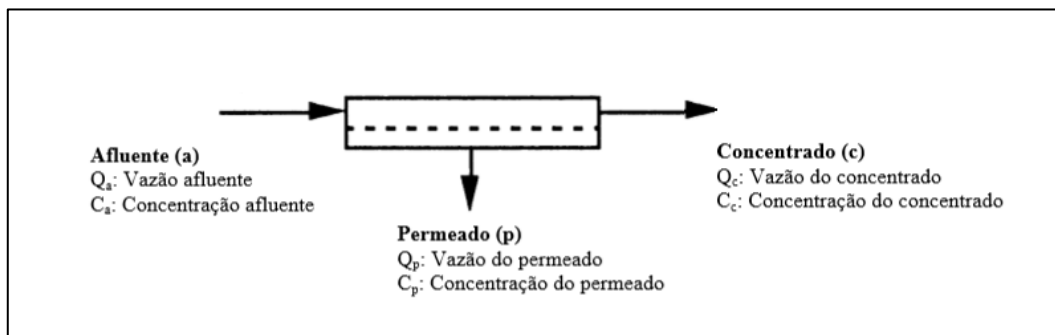 Afluente (a)
Qa: Vazão afluente
Ca: Concentração afluente
Permeado (p)
Qp: Vazão do permeado
Cp: Concentração do permeado
Concentrado (c)
Qc: Vazão do concentrado
Cc: Concentração do concentrado